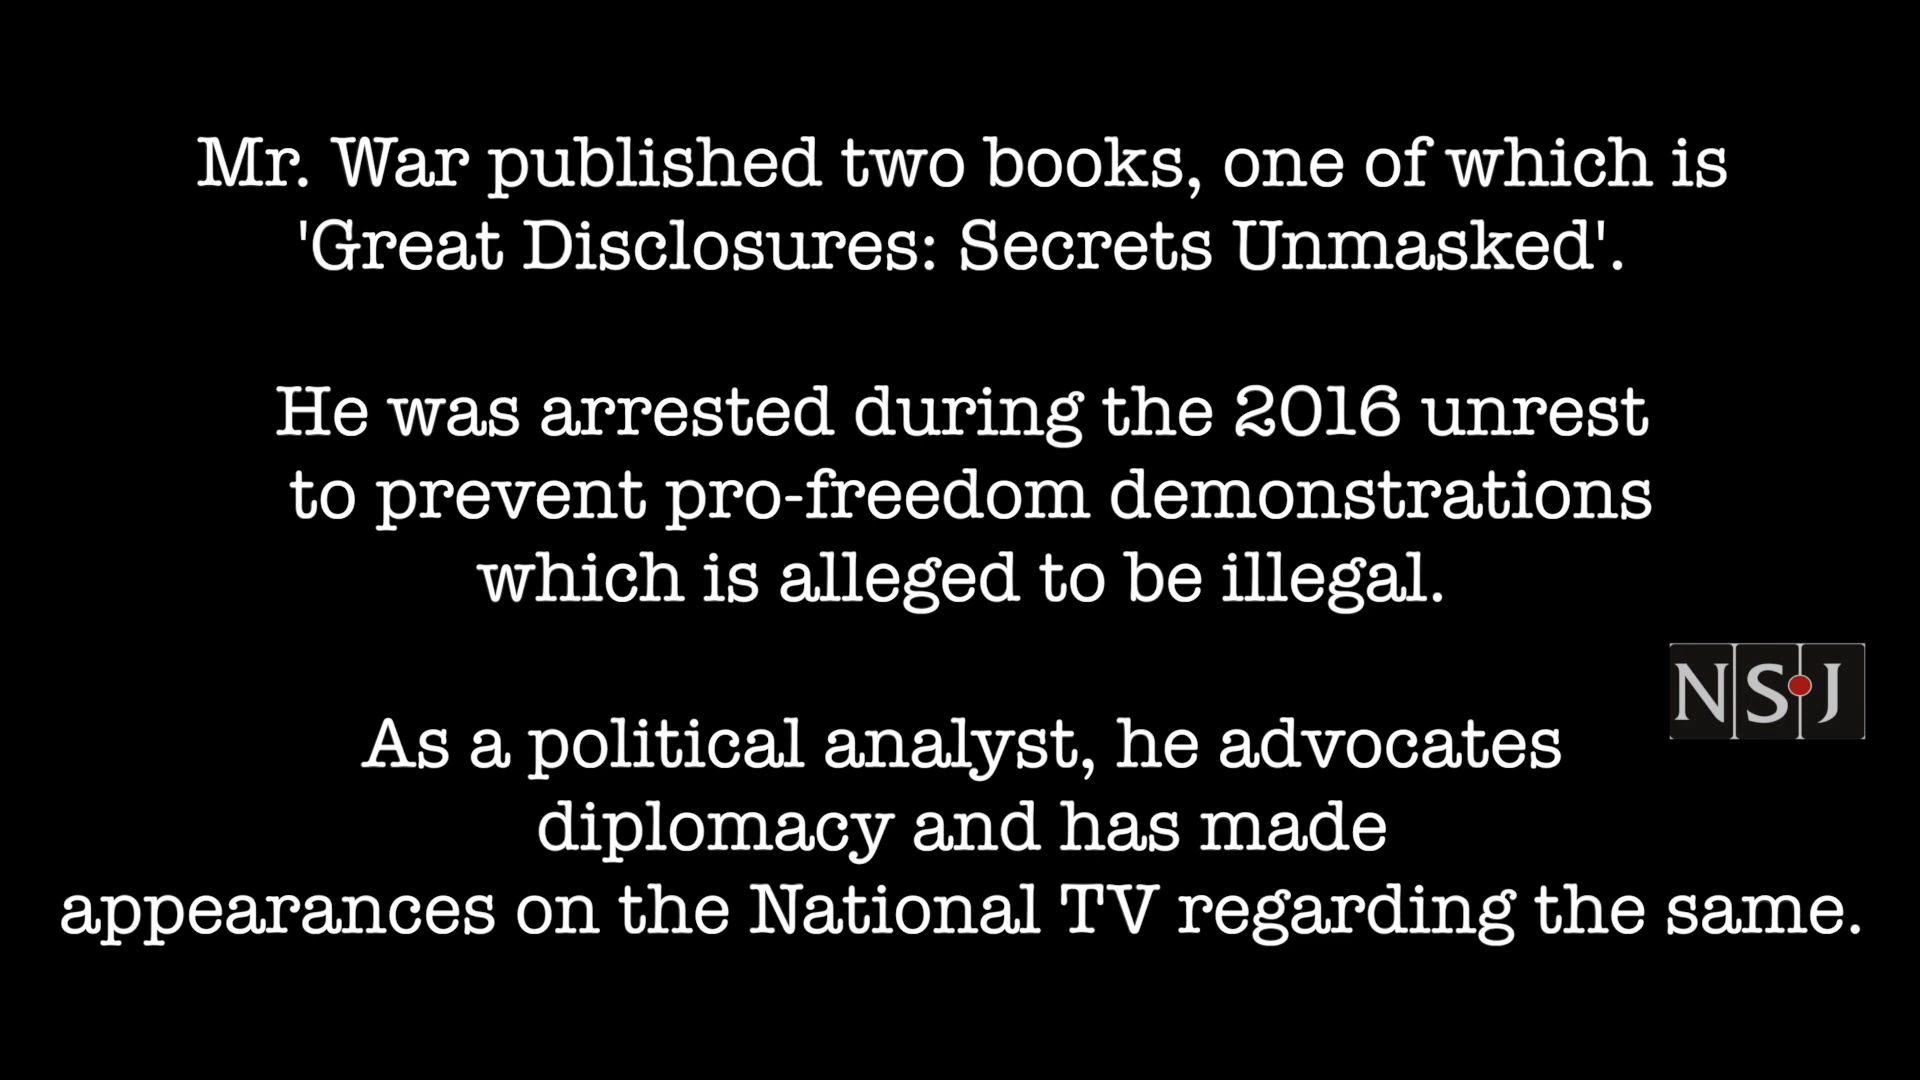 Mr. War published two books, one of which is
'Great Disclosures: Secrets Unmasked'.
He was arrested during the 2016 unrest
to prevent pro-freedom demonstrations
which is alleged to be illegal.
NSJ
As a political analyst, he advocates
diplomacy and has made
appearances on the National TV regarding the same.